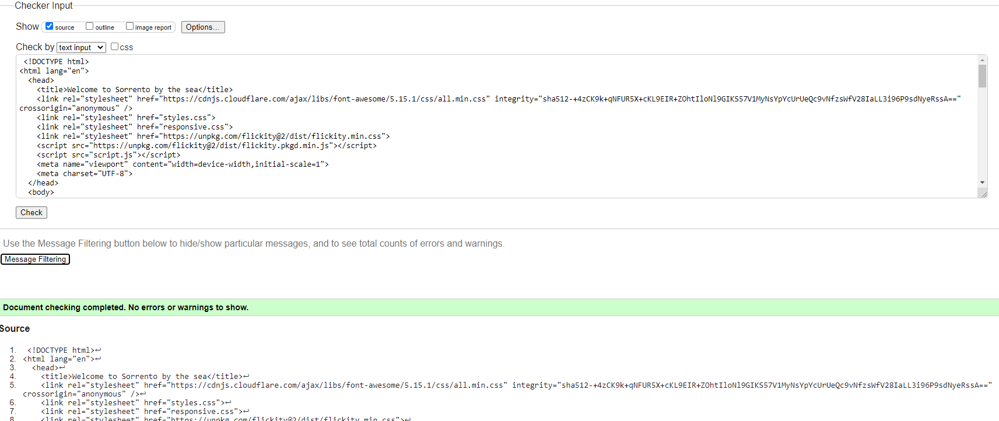 Checker Input
Show source outline image report Options...
Check by text input css
<!DOCTYPE html>
<html lang="en">
<head>
<title>Welcome to Sorrento by the sea</title>
<link rel="stylesheet" href="https://cdnjs.cloudflare.com/ajax/libs/font-awesome/5.15.1/css/all.min.css" integrity="sha512-+4zCK9k+qNFUR5X+cKL9EIR+ZOhtIloNl9GIKS57V1MyNsYpYcUrUeQc9vNfzsWfV28IaLL3i96P9sdNyeRssA=="
crossorigin="anonymous" />
<link rel="stylesheet" href="styles.css">
<link rel="stylesheet" href="responsive.css">
<link rel="stylesheet" href="https://unpkg.com/flickity@2/dist/flickity.min.css">
<script src="https://unpkg.com/flickity@2/dist/flickity.pkgd.min.js"></script>
<script src="script.js"></script>
<meta name="viewport" content="width=device-width,initial-scale=1">
<meta charset="UTF-8">
</head>
<body>
Check
Use the Message Filtering button below to hide/show particular messages, and to see total counts of errors and warnings.
Message Filtering
Document checking completed. No errors or warnings to show.
Source
1. <!DOCTYPE html>↩
2. <html lang="en">↩
3. <head>↩
4. <title>Welcome to Sorrento by the sea</title>↩
5. <link rel="stylesheet" href="https://cdnjs.cloudflare.com/ajax/libs/font-awesome/5.15.1/css/all.min.css" integrity="sha512-+4zCK9k+qNFUR5X+cKL9EIR+ZOhtIloNl9GIKS57V1MyNsYpYcUrUeQc9vNfzsWfV28IaLL3i96P9sdNyeRssA=="
crossorigin="anonymous" />↩
6. <link rel="stylesheet" href="styles.css">↩
7. <link rel="stylesheet" href="responsive.css">↩
8. <link rel="stylesheet" href="https://unpkg.com/flickity@2/dist/flickity.min.css">↩